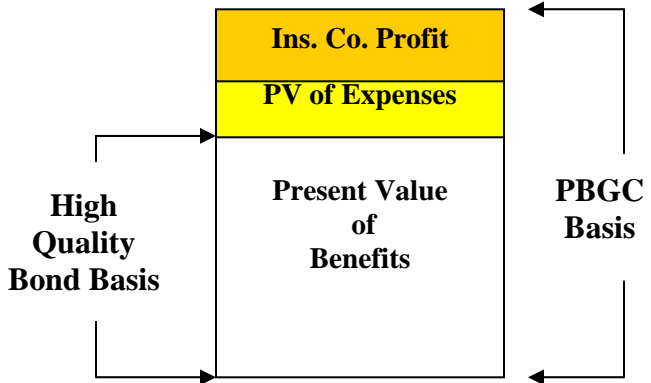 Ins. Co. Profit
PV of Expenses
Present Value
of
Benefits
High
Quality
Bond Basis
PBGC
Basis